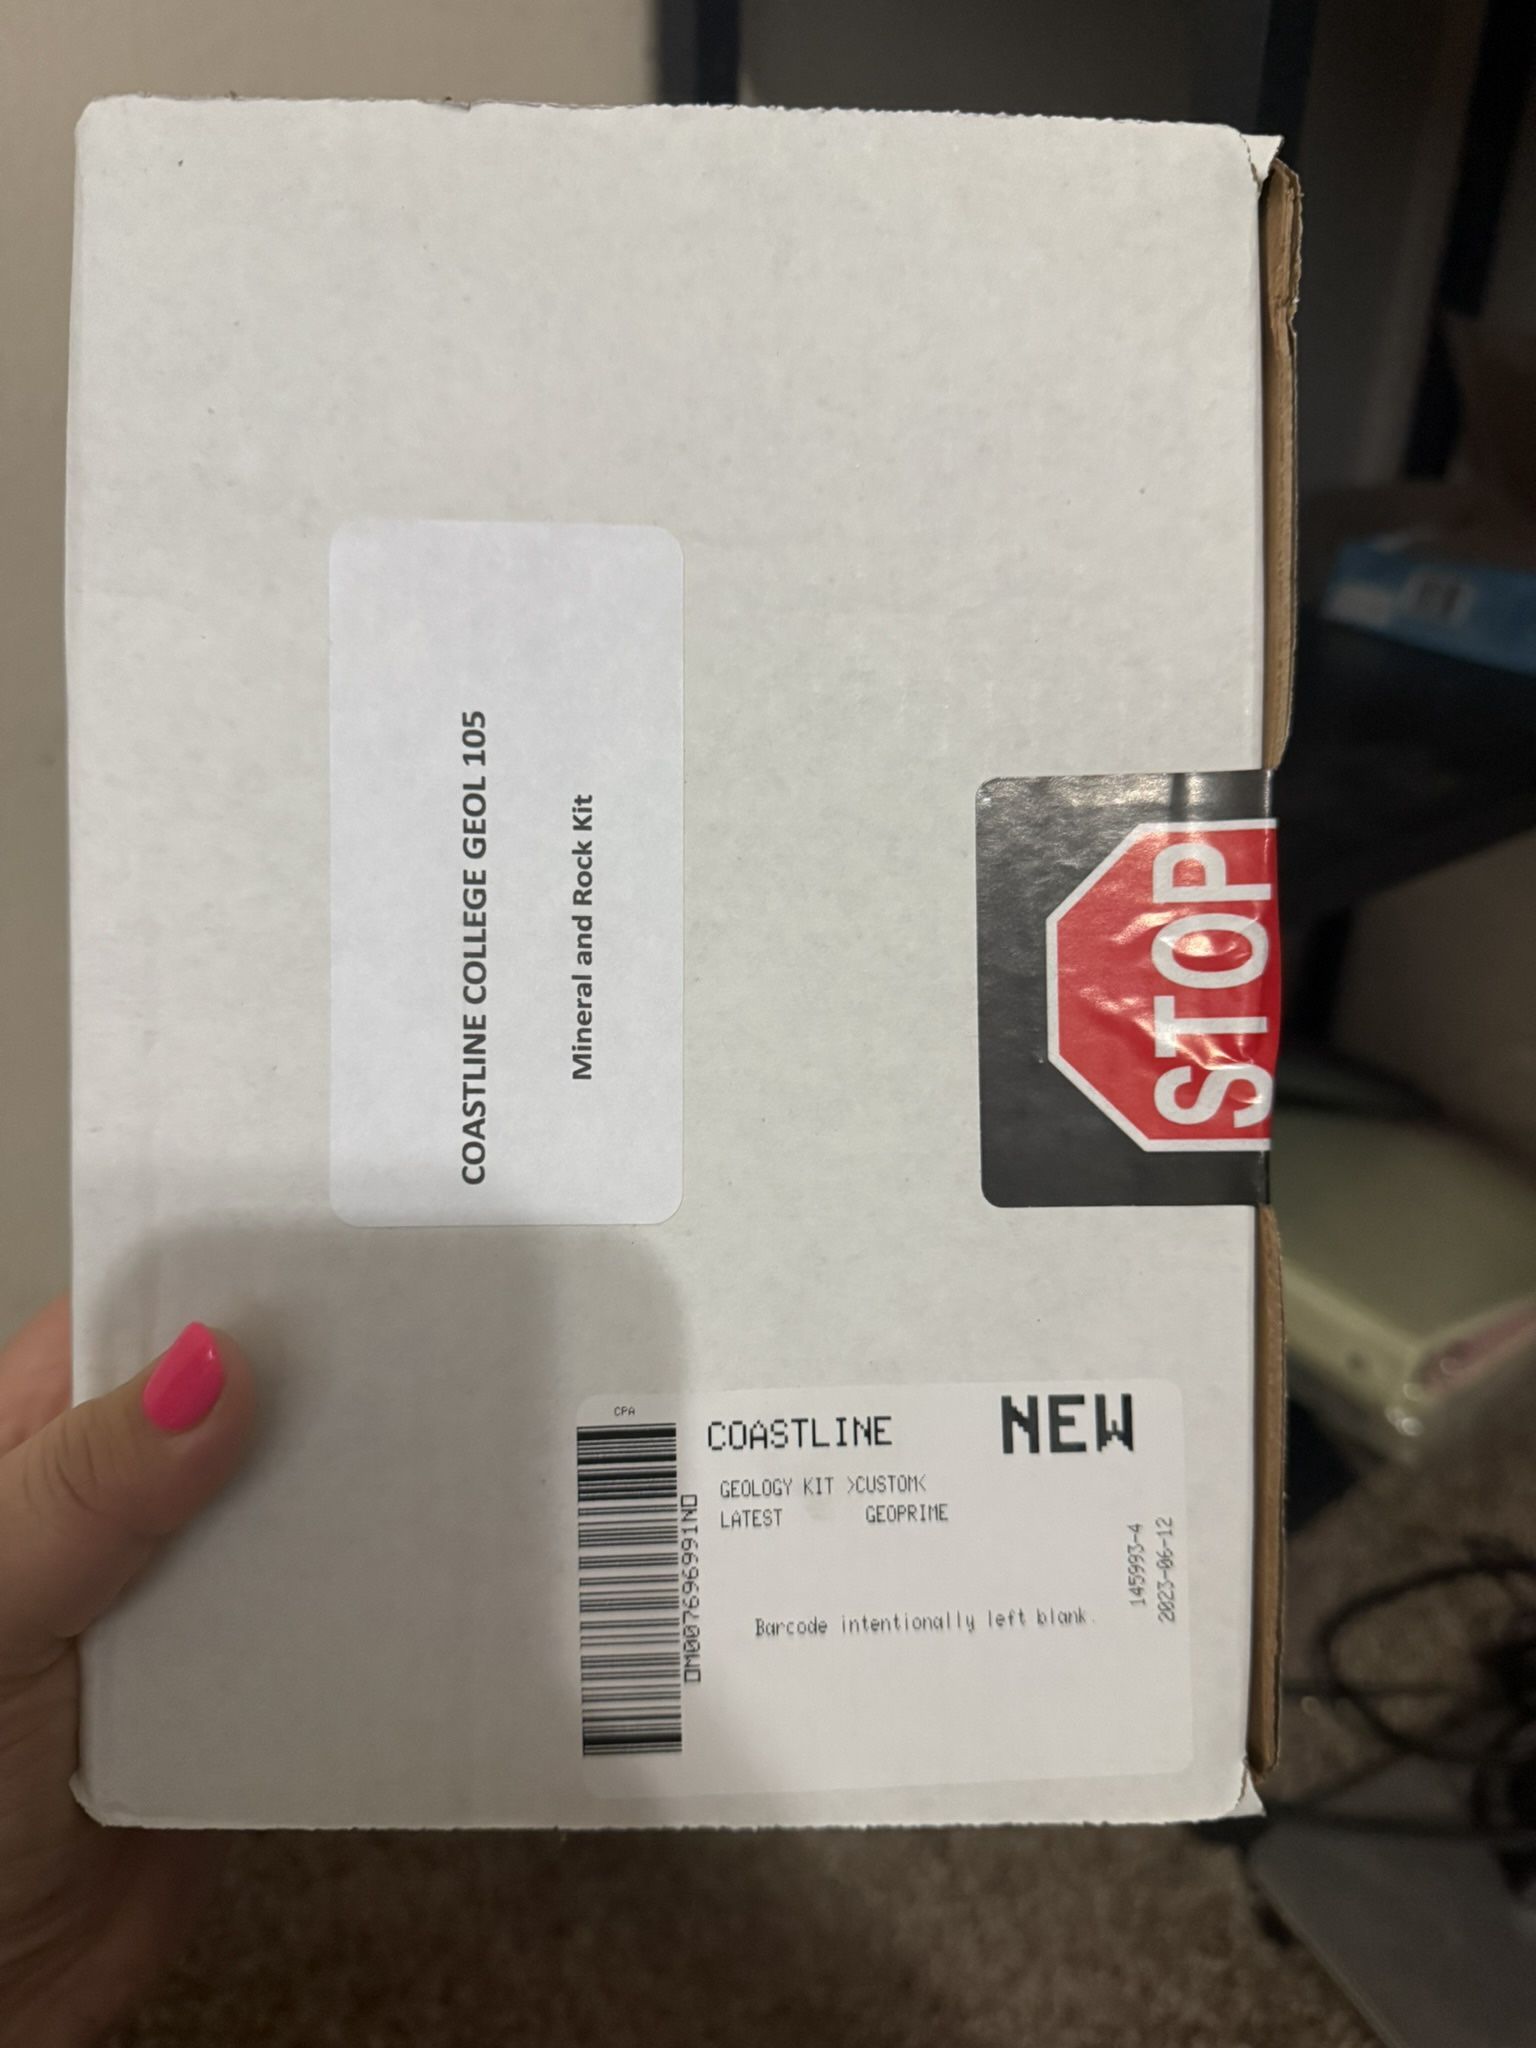 COASTLINE COLLEGE GEOL 105
Mineral and Rock Kit
STOP
CPA
COASTLINE
NEW
GEOLOGY KIT >CUSTOM<
LATEST GEOPRIME
Barcode intentionally left blank.
145993-4
2023-06-12